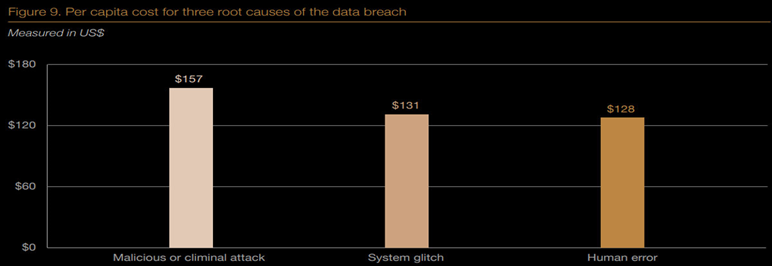 Figure 9. Per capita cost for three root causes of the data breach
Measured in US$
$180
$157
$131
$128
$120
$60
$0
Malicious or climinal attack System glitch Human error